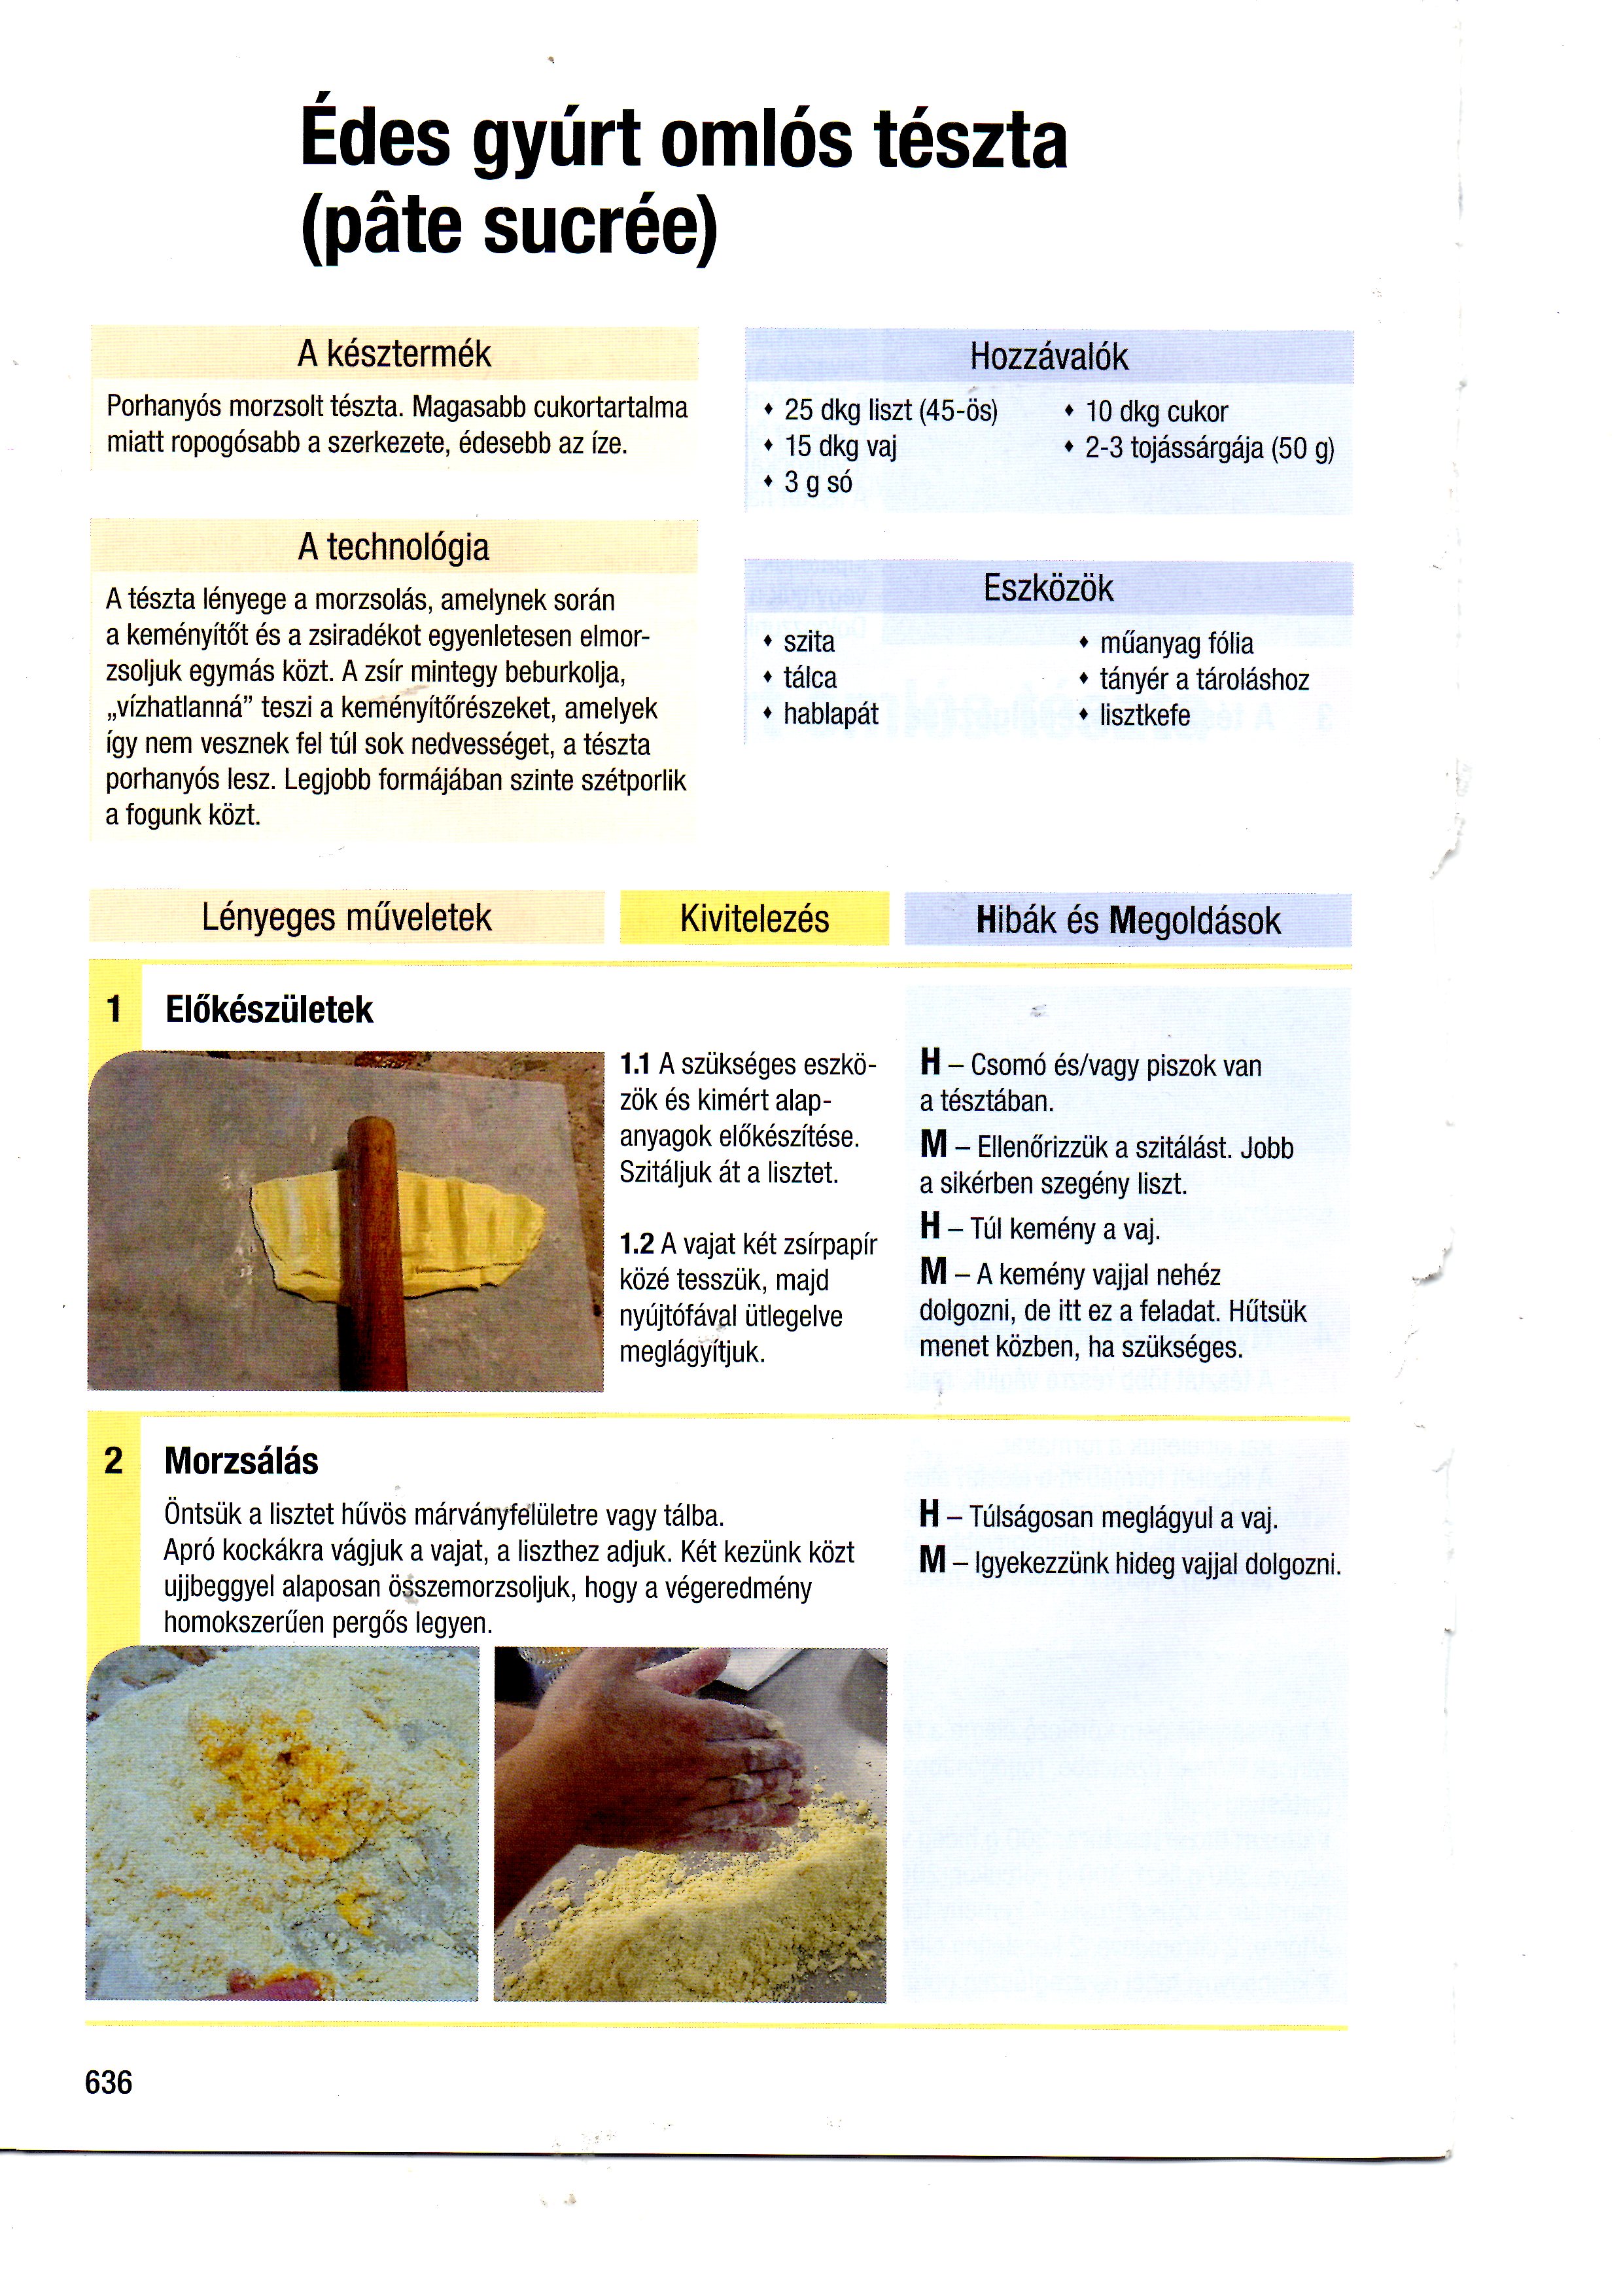 Édes gyúrt omlós tészta
(pâte sucrée)
A késztermék
Porhanyós morzsolt tészta. Magasabb cukortartalma
miatt ropogósabb a szerkezete, édesebb az íze.
A technológia
A tészta lényege a morzsolás, amelynek során
a keményítőt és a zsiradékot egyenletesen elmor-
zsoljuk egymás közt. A zsír mintegy beburkolja,
„vízhatlanná” teszi a keményítőrészeket, amelyek
így nem vesznek fel túl sok nedvességet, a tészta
porhanyós lesz. Legjobb formájában szinte szétporlik
a fogunk közt.
Hozzávalók
♦ 25 dkg liszt (45-ös)
♦ 15 dkg vaj
♦ 3 g só
♦ 10 dkg cukor
♦ 2-3 tojássárgája (50 g)
Eszközök
♦ szita
♦ tálca
♦ hablapát
♦ műanyag fólia
♦ tányér a tároláshoz
♦ lisztkefe
Lényeges műveletek
Kivitelezés
Hibák és Megoldások
1 Előkészületek
1.1 A szükséges eszkö-
zök és kimért alap-
anyagok előkészítése.
Szitáljuk át a lisztet.
1.2 A vajat két zsírpapír
közé tesszük, majd
nyújtófával ütlegelve
meglágyítjuk.
H – Csomó és/vagy piszok van
a tésztában.
M – Ellenőrizzük a szitálást. Jobb
a sikérben szegény liszt.
H – Túl kemény a vaj.
M – A kemény vajjal nehéz
dolgozni, de itt ez a feladat. Hűtsük
menet közben, ha szükséges.
2 Morzsálás
Öntsük a lisztet hűvös márványfelületre vagy tálba.
Apró kockákra vágjuk a vajat, a liszthez adjuk. Két kezünk közt
ujjbeggyel alaposan összemorzsoljuk, hogy a végeredmény
homokszerűen pergős legyen.
H – Túlságosan meglágyul a vaj.
M – Igyekezzünk hideg vajjal dolgozni.
636